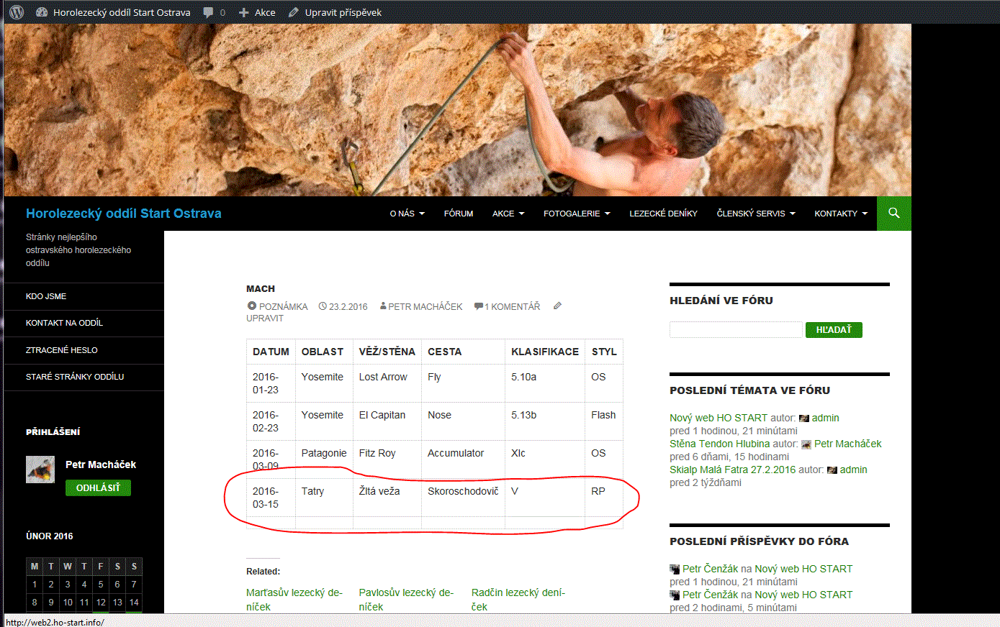 Horolezecký oddíl Start Ostrava 0 Akce Upravit příspěvek
Horolezecký oddíl Start Ostrava
O NÁS FÓRUM AKCE FOTOGALERIE LEZECKÉ DENÍKY ČLENSKÝ SERVIS KONTAKTY
Stránky nejlepšího
ostravského horolezeckého
oddílu
KDO JSME
KONTAKT NA ODDÍL
ZTRACENÉ HESLO
STARÉ STRÁNKY ODDÍLU
PŘIHLÁŠENÍ
Petr Macháček
ODHLÁSIŤ
ÚNOR 2016
M T W T F S S
1 2 3 4 5 6 7
8 9 10 11 12 13 14
MACH
POZNÁMKA 23.2.2016 PETR MACHÁČEK 1 KOMENTÁŘ
UPRAVIT
DATUM OBLAST VĚŽ/STĚNA CESTA KLASIFIKACE STYL
2016- Yosemite Lost Arrow Fly 5.10a OS
01-23
2016- Yosemite El Capitan Nose 5.13b Flash
02-23
2016- Patagonie Fitz Roy Accumulator XIc OS
03-09
2016- Tatry Žltá veža Skoroschodovič V RP
03-15
Related:
Marťasův lezecký de-
níček
Pavlosův lezecký de-
níček
Radčin lezecký dení-
ček
HLEDÁNÍ VE FÓRU
HĽADAŤ
POSLEDNÍ TÉMATA VE FÓRU
Nový web HO START autor: admin
pred 1 hodinou, 21 minútami
Stěna Tendon Hlubina autor: Petr Macháček
pred 6 dňami, 15 hodinami
Skialp Malá Fatra 27.2.2016 autor: admin
pred 2 týždňami
POSLEDNÍ PŘÍSPĚVKY DO FÓRA
Petr Čenžák na Nový web HO START
pred 1 hodinou, 21 minútami
Petr Čenžák na Nový web HO START
pred 2 hodinami, 5 minútami
http://web2.ho-start.info/